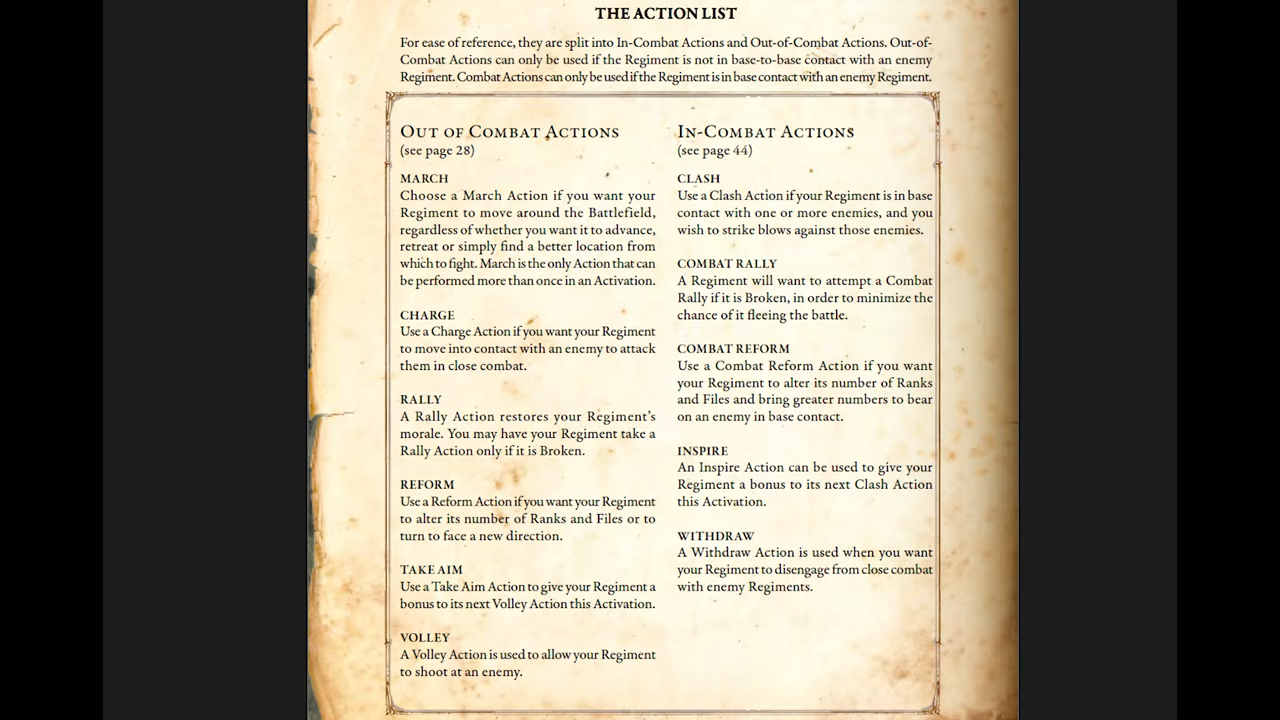 THE ACTION LIST
For ease of reference, they are split into In-Combat Actions and Out-of-Combat Actions. Out-of-
Combat Actions can only be used if the Regiment is not in base-to-base contact with an enemy
Regiment. Combat Actions can only be used if the Regiment is in base contact with an enemy Regiment.
OUT OF COMBAT ACTIONS
(see page 28)
MARCH
Choose a March Action if you want your
Regiment to move around the Battlefield,
regardless of whether you want it to advance,
retreat or simply find a better location from
which to fight. March is the only Action that can
be performed more than once in an Activation.
CHARGE
Use a Charge Action if you want your Regiment
to move into contact with an enemy to attack
them in close combat.
RALLY
A Rally Action restores your Regiment's
morale. You may have your Regiment take a
Rally Action only if it is Broken.
REFORM
Use a Reform Action if you want your Regiment
to alter its number of Ranks and Files or to
turn to face a new direction.
TAKE AIM
Use a Take Aim Action to give your Regiment a
bonus to its next Volley Action this Activation.
VOLLEY
A Volley Action is used to allow your Regiment
to shoot at an enemy.
IN-COMBAT ACTIONS
(see page 44)
CLASH
Use a Clash Action if your Regiment is in base
contact with one or more enemies, and you
wish to strike blows against those enemies.
COMBAT RALLY
A Regiment will want to attempt a Combat
Rally if it is Broken, in order to minimize the
chance of it fleeing the battle.
COMBAT REFORM
Use a Combat Reform Action if you want
your Regiment to alter its number of Ranks
and Files and bring greater numbers to bear
on an enemy in base contact.
INSPIRE
An Inspire Action can be used to give your
Regiment a bonus to its next Clash Action
this Activation.
WITHDRAW
A Withdraw Action is used when you want
your Regiment to disengage from close combat
with enemy Regiments.